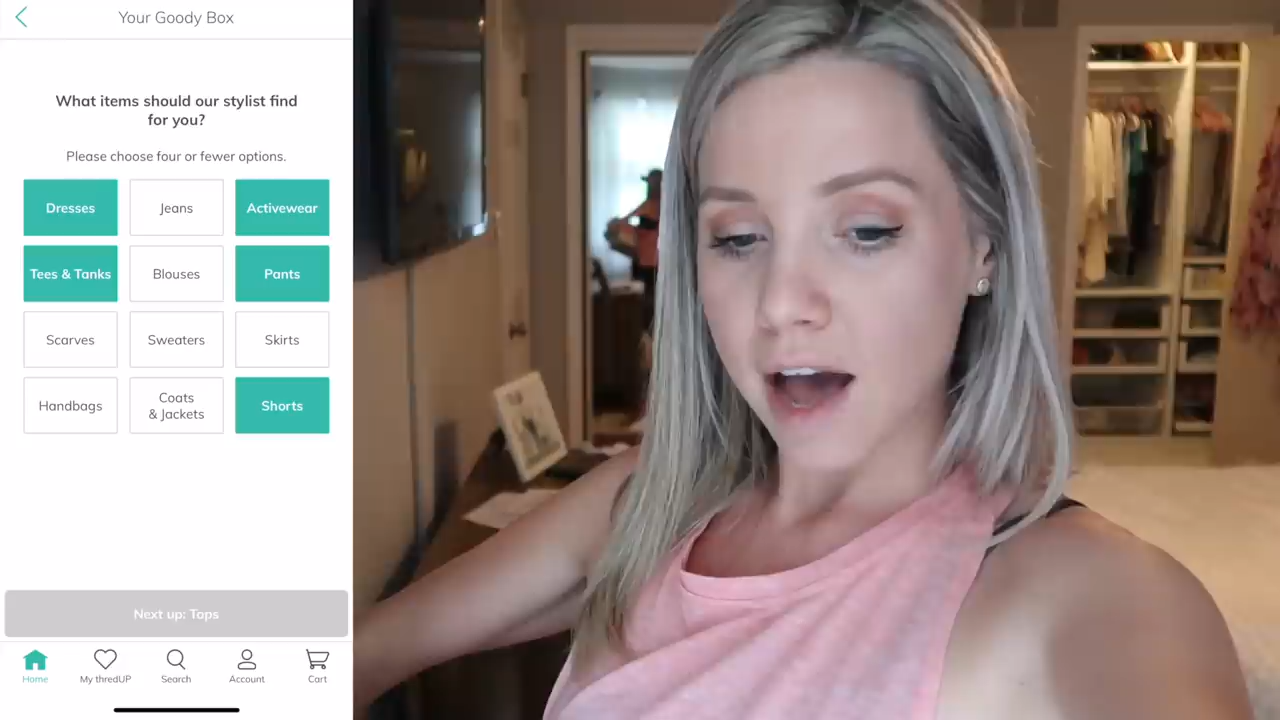 Your Goody Box
What items should our stylist find
for you?
Please choose four or fewer options.
Dresses
Jeans
Activewear
Tees & Tanks
Blouses
Pants
Scarves
Sweaters
Skirts
Handbags
Coats
& Jackets
Shorts
Next up: Tops
Home
My thredUP
Search
Account
Cart